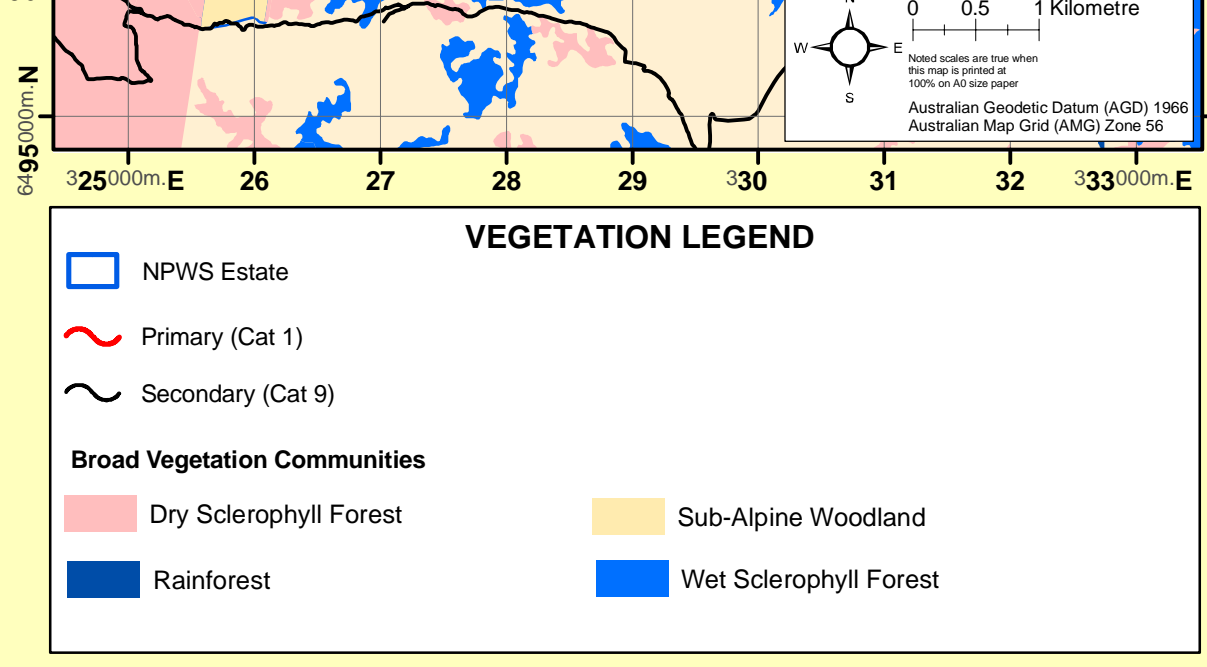 N
0 0.5 1 Kilometre
W E
S
Noted scales are true when
this map is printed at
100% on A0 size paper
Australian Geodetic Datum (AGD) 1966
Australian Map Grid (AMG) Zone 56
6495000m.N
325000m.E 26 27 28 29 330 31 32 333000m.E
VEGETATION LEGEND
NPWS Estate
Primary (Cat 1)
Secondary (Cat 9)
Broad Vegetation Communities
Dry Sclerophyll Forest
Sub-Alpine Woodland
Rainforest
Wet Sclerophyll Forest